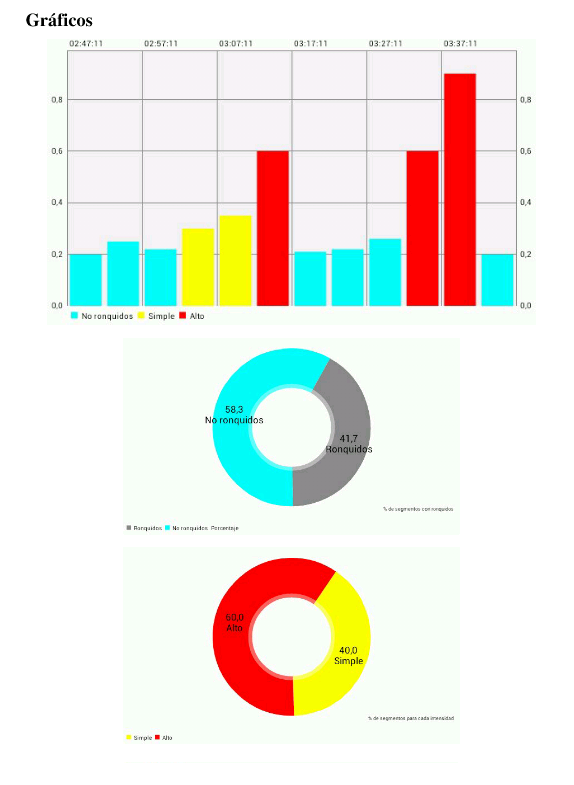 Gráficos
02:47:11 02:57:11 03:07:11 03:17:11 03:27:11 03:37:11
0,8 0,8
0,6 0,6
0,4 0,4
0,2 0,2
0,0 0,0
No ronquidos Simple Alto
58,3
No ronquidos
41,7
Ronquidos
% de segmentos con ronquidos
Ronquidos No ronquidos Porcentaje
60,0
Alto
40,0
Simple
% de segmentos para cada intensidad
Simple Alto